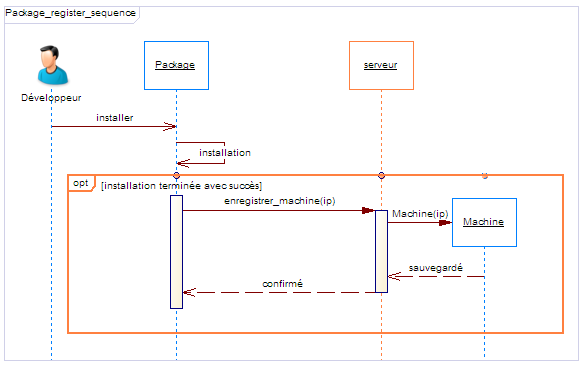 Package_register_sequence
Package
serveur
Développeur
installer
installation
opt
[installation terminée avec succès]
enregistrer_machine(ip)
Machine(ip)
Machine
sauvegardé
confirmé